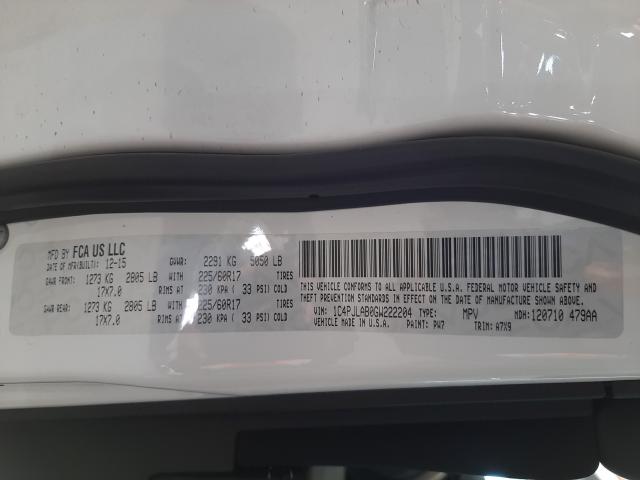 MFD BY FCA US LLC
DATE OF MFR(BUILT): 12-15 GVWR: 2291 KG 5050 LB
GAWR FRONT: 1273 KG 2805 LB WITH 225/60R17 TIRES
17X7.0 RIMS AT 230 KPA ( 33 PSI) COLD
GAWR REAR: 1273 KG 2805 LB WITH 225/60R17 TIRES
17X7.0 RIMS AT 230 KPA ( 33 PSI) COLD
THIS VEHICLE CONFORMS TO ALL APPLICABLE U.S.A. FEDERAL MOTOR VEHICLE SAFETY AND
THEFT PREVENTION STANDARDS IN EFFECT ON THE DATE OF MANUFACTURE SHOWN ABOVE.
VIN: 1C4PJLAB0GW222204 TYPE: MPV MDH: 120710 479AA
VEHICLE MADE IN U.S.A. PAINT: PW7 TRIM: A7X9